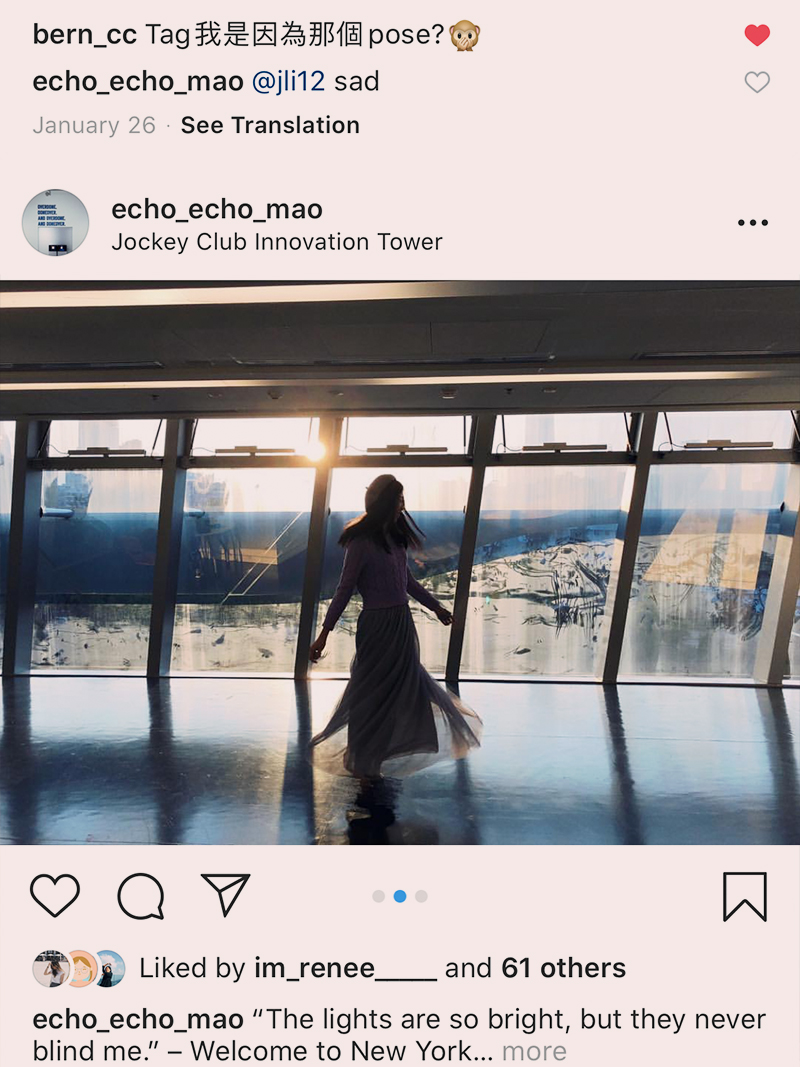 bern_cc Tag我是因為那個pose?🙊
echo_echo_mao @jli12 sad
January 26 · See Translation
echo_echo_mao
Jockey Club Innovation Tower
Liked by im_renee_____ and 61 others
echo_echo_mao “The lights are so bright, but they never
blind me.” – Welcome to New York... more